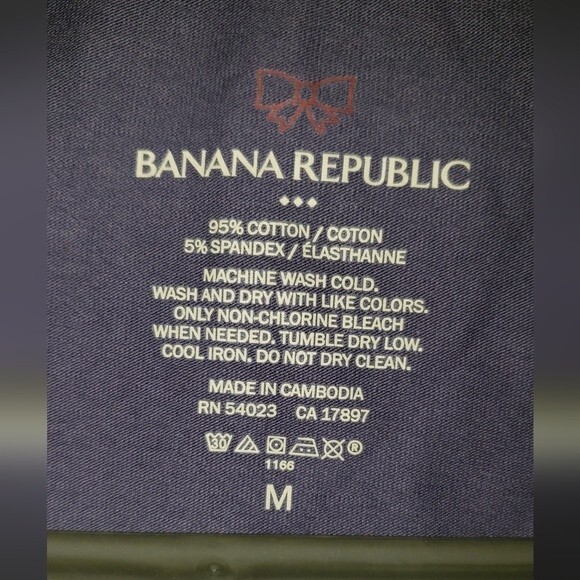 BANANA REPUBLIC
95% COTTON / COTON
5% SPANDEX / ÉLASTHANNE
MACHINE WASH COLD.
WASH AND DRY WITH LIKE COLORS.
ONLY NON-CHLORINE BLEACH
WHEN NEEDED. TUMBLE DRY LOW.
COOL IRON. DO NOT DRY CLEAN.
MADE IN CAMBODIA
RN 54023 CA 17897
30 ®
1166
M